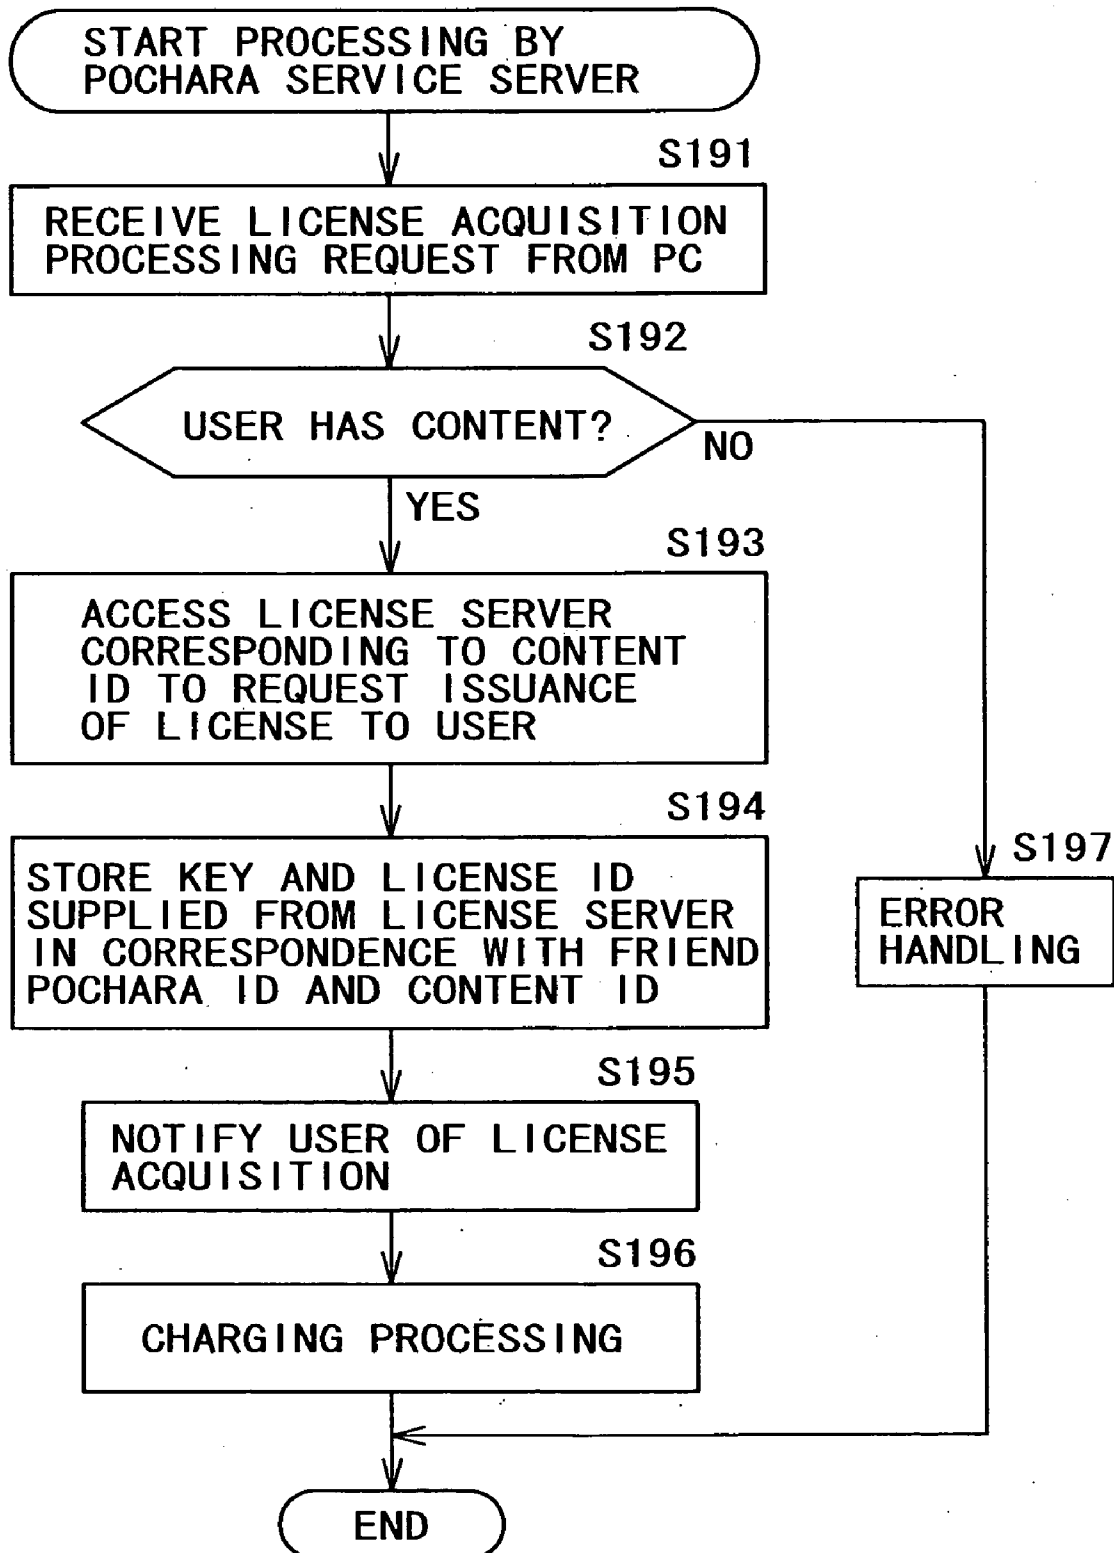 START PROCESSING BY
POCHARA SERVICE SERVER
S191
RECEIVE LICENSE ACQUISITION
PROCESSING REQUEST FROM PC
S192
USER HAS CONTENT?
NO
YES
S193
ACCESS LICENSE SERVER
CORRESPONDING TO CONTENT
ID TO REQUEST ISSUANCE
OF LICENSE TO USER
S194
STORE KEY AND LICENSE ID
SUPPLIED FROM LICENSE SERVER
IN CORRESPONDENCE WITH FRIEND
POCHARA ID AND CONTENT ID
S197
ERROR
HANDLING
S195
NOTIFY USER OF LICENSE
ACQUISITION
S196
CHARGING PROCESSING
END